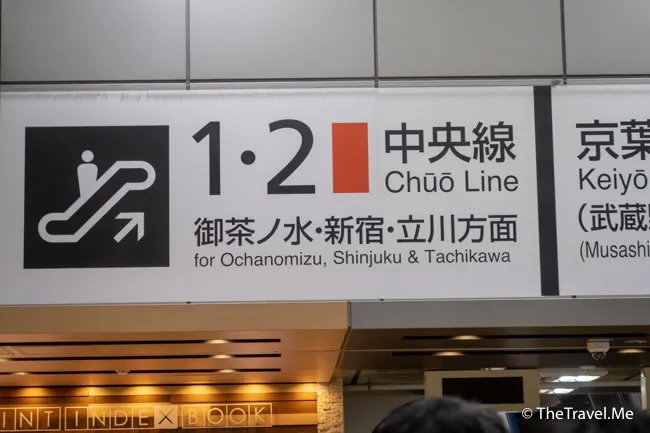 1・2 中央線
Chūō Line
御茶ノ水・新宿・立川方面
for Ochanomizu, Shinjuku & Tachikawa
京葉
Keiyō
(武蔵
(Musashi
INT INDEX BOOK
© TheTravel.Me